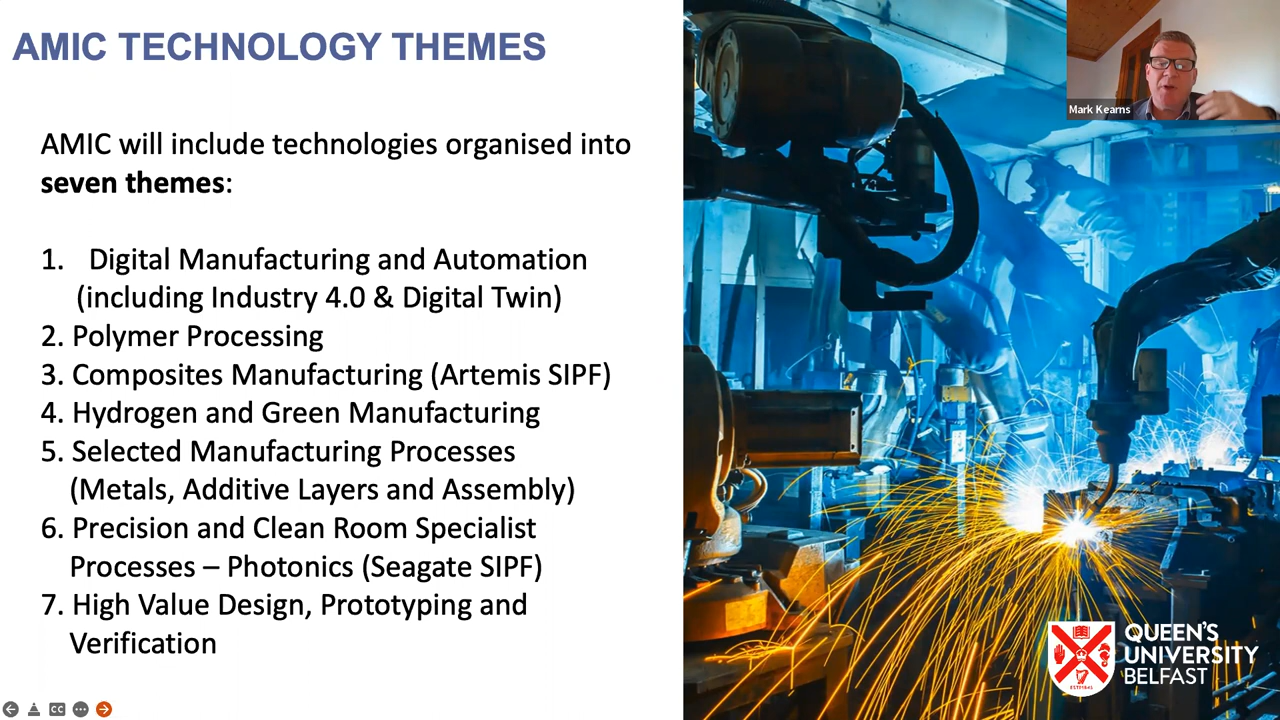 AMIC TECHNOLOGY THEMES
AMIC will include technologies organised into
seven themes:
1. Digital Manufacturing and Automation
(including Industry 4.0 & Digital Twin)
2. Polymer Processing
3. Composites Manufacturing (Artemis SIPF)
4. Hydrogen and Green Manufacturing
5. Selected Manufacturing Processes
(Metals, Additive Layers and Assembly)
6. Precision and Clean Room Specialist
Processes – Photonics (Seagate SIPF)
7. High Value Design, Prototyping and
Verification
Mark Kearns
QUEEN'S
UNIVERSITY
BELFAST
ESTD1845
CC